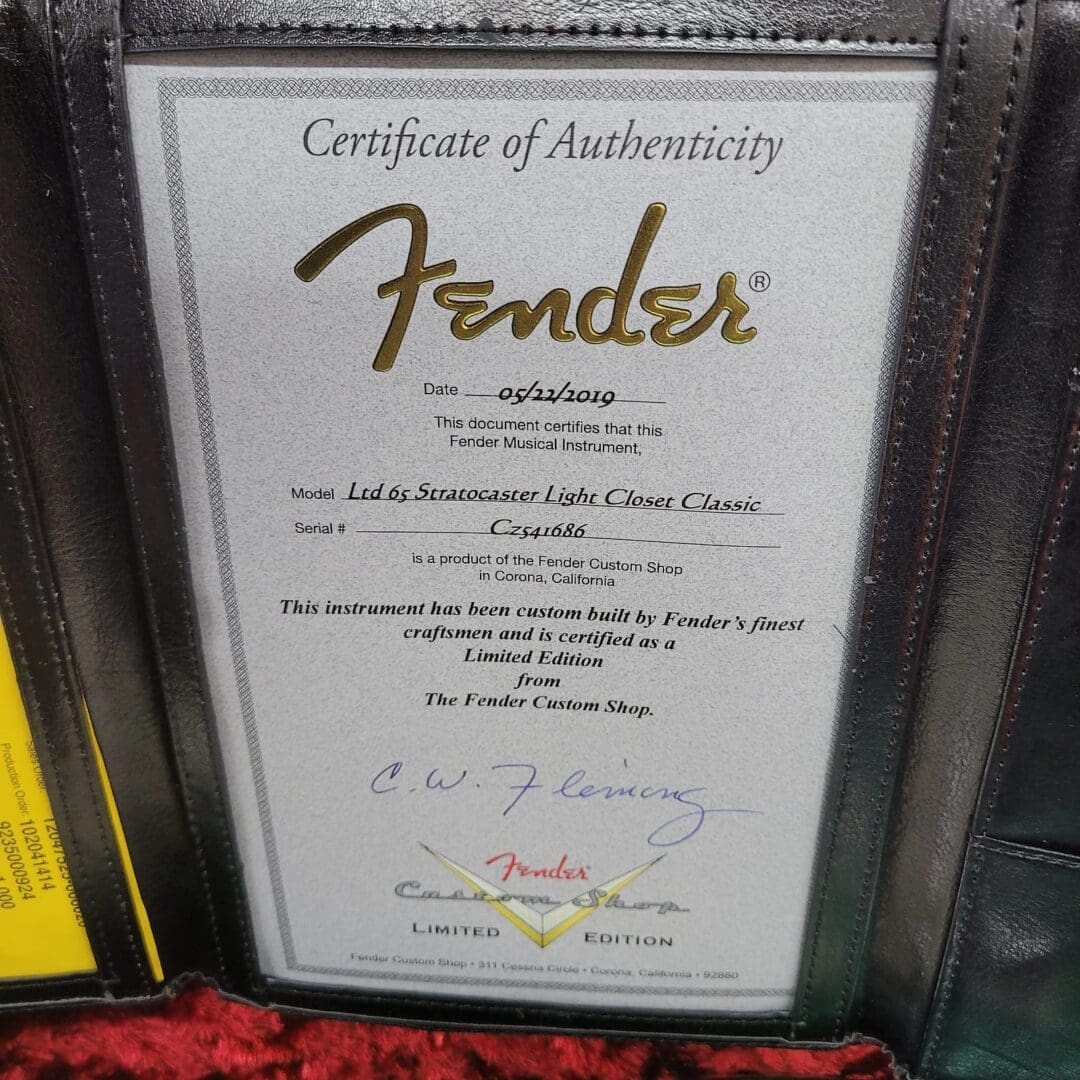 Certificate of Authenticity
Fender®
Date 05/22/2019
This document certifies that this
Fender Musical Instrument,
Model Ltd 65 Stratocaster Light Closet Classic
Serial # Cz541686
is a product of the Fender Custom Shop
in Corona, California
This instrument has been custom built by Fender's finest
craftsmen and is certified as a
Limited Edition
from
The Fender Custom Shop.
C. W. Fleming
Fender
Custom Shop
LIMITED EDITION
Fender Custom Shop • 311 Cessna Circle • Corona, California • 92880
Sales Order:
Production Order: 102041414
9235000924